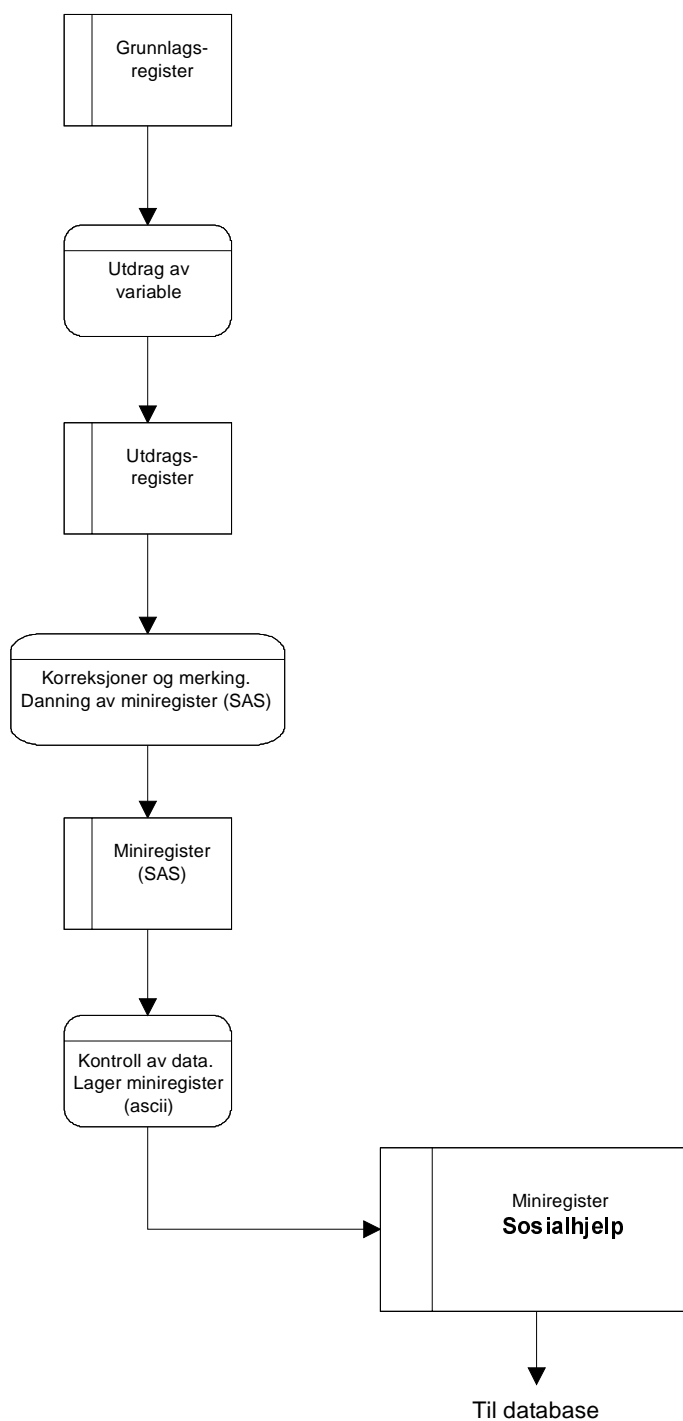 Grunnlags-
register
Utdrag av
variable
Utdrags-
register
Korreksjoner og merking.
Danning av miniregister (SAS)
Miniregister
(SAS)
Kontroll av data.
Lager miniregister
(ascii)
Miniregister
Sosialhjelp
Til database